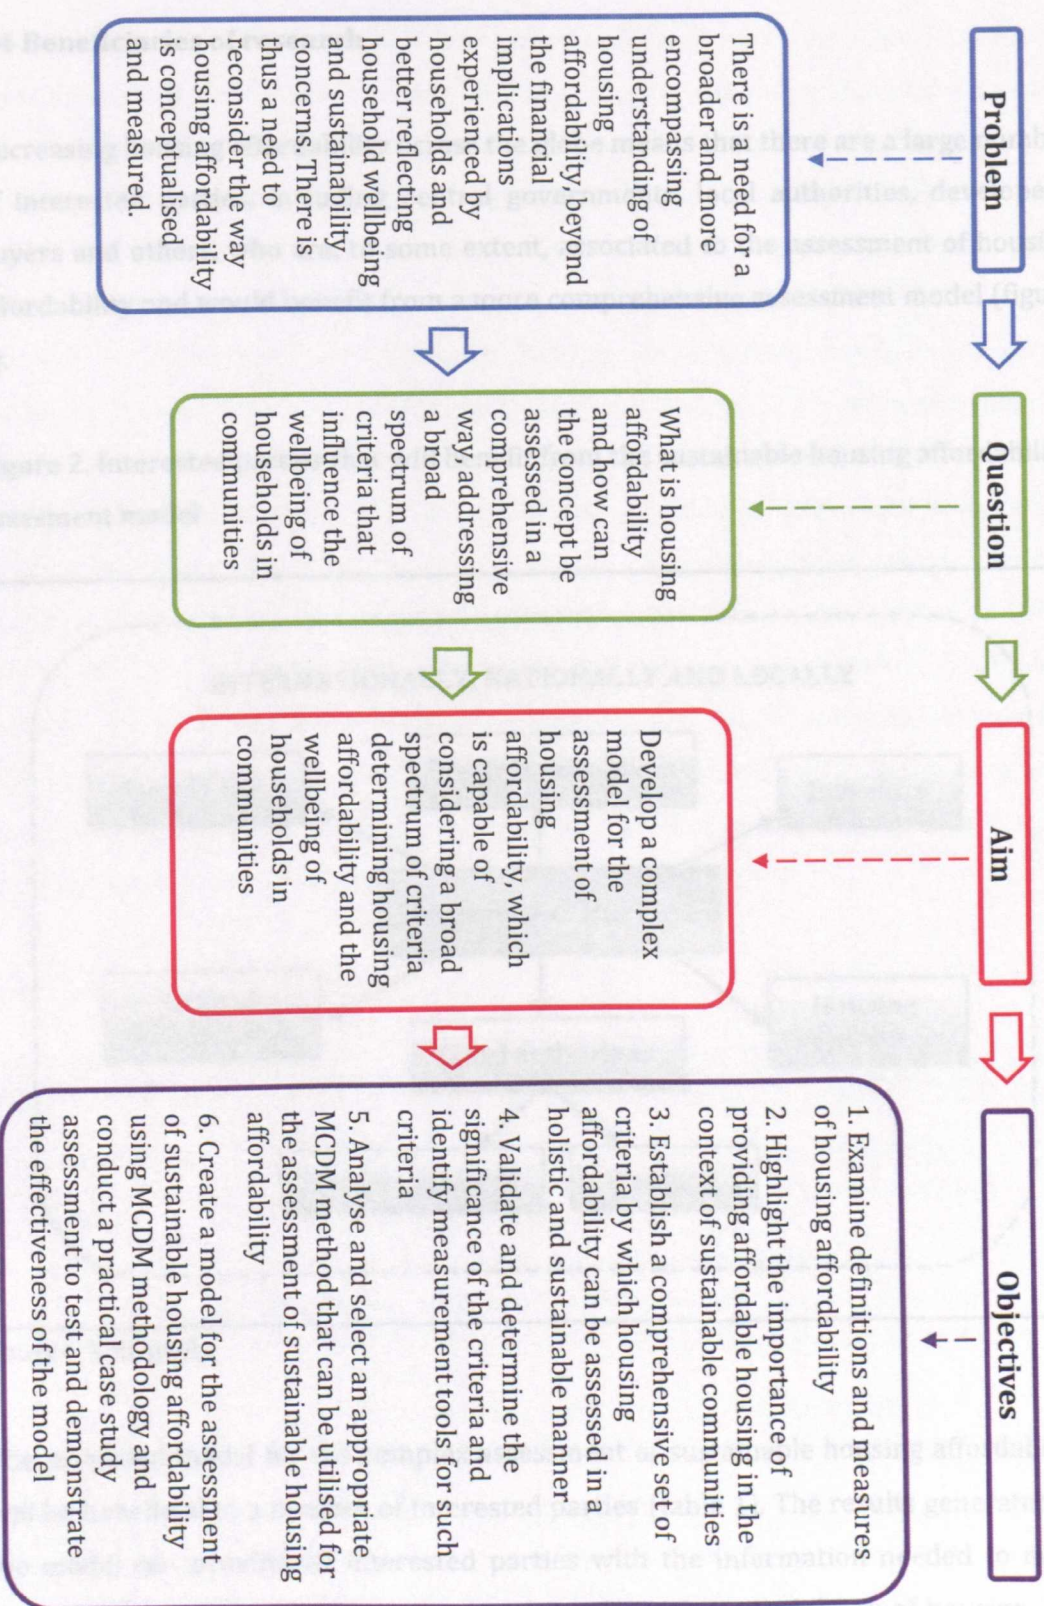 Problem
There is a need for a
broader and more
encompassing
understanding of
housing
affordability, beyond
the financial
implications
experienced by
households and
better reflecting
household wellbeing
and sustainability
concerns. There is
thus a need to
reconsider the way
housing affordability
is conceptualised
and measured.
Question
What is housing
affordability
and how can
the concept be
assessed in a
comprehensive
way, addressing
a broad
spectrum of
criteria that
influence the
wellbeing of
households in
communities
Aim
Develop a complex
model for the
assessment of
housing
affordability, which
is capable of
considering a broad
spectrum of criteria
determining housing
affordability and the
wellbeing of
households in
communities
Objectives
1. Examine definitions and measures
of housing affordability
2. Highlight the importance of
providing affordable housing in the
context of sustainable communities
3. Establish a comprehensive set of
criteria by which housing
affordability can be assessed in a
holistic and sustainable manner
4. Validate and determine the
significance of the criteria and
identify measurement tools for such
criteria
5. Analyse and select an appropriate
MCDM method that can be utilised for
the assessment of sustainable housing
affordability
6. Create a model for the assessment
of sustainable housing affordability
using MCDM methodology and
conduct a practical case study
assessment to test and demonstrate
the effectiveness of the model